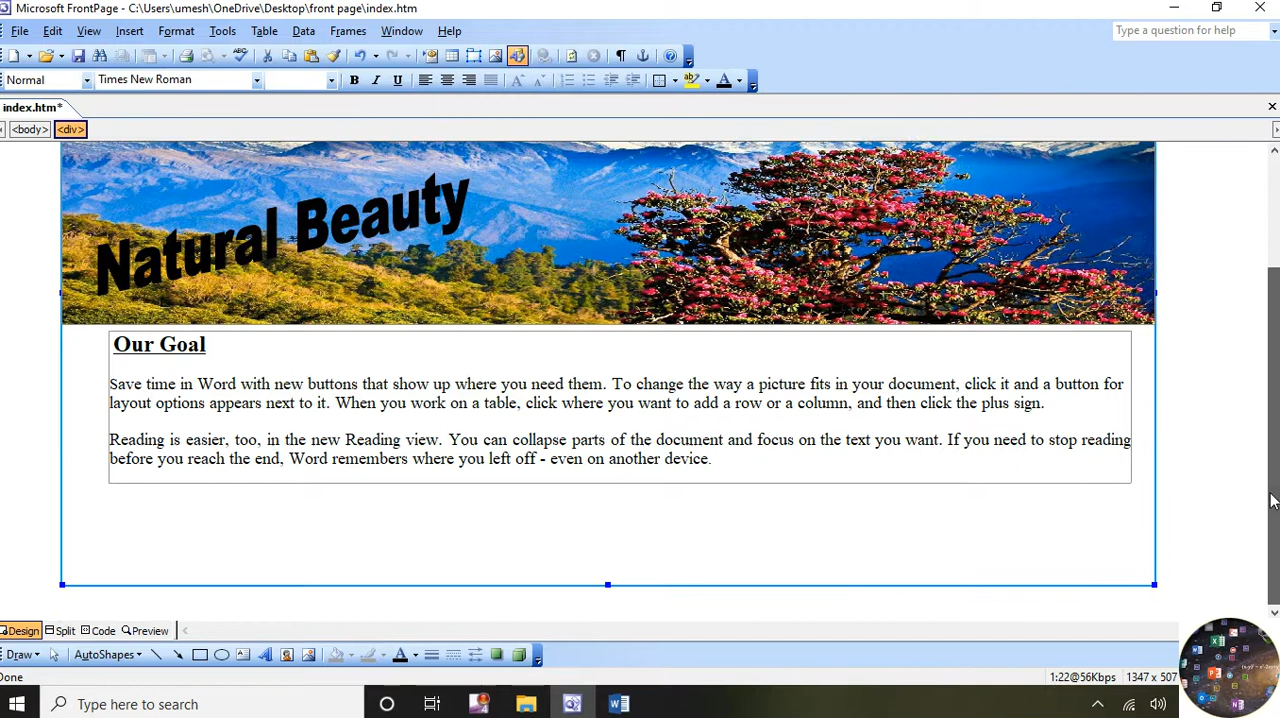 Microsoft FrontPage - C:\Users\umesh\OneDrive\Desktop\front page\index.htm
File Edit View Insert Format Tools Table Data Frames Window Help
Type a question for help
Normal Times New Roman B I U A
index.htm*
<body> <div>
Natural Beauty
Our Goal
Save time in Word with new buttons that show up where you need them. To change the way a picture fits in your document, click it and a button for
layout options appears next to it. When you work on a table, click where you want to add a row or a column, and then click the plus sign.
Reading is easier, too, in the new Reading view. You can collapse parts of the document and focus on the text you want. If you need to stop reading
before you reach the end, Word remembers where you left off - even on another device.
Design Split Code Preview
Draw AutoShapes
Done
1:22@56Kbps 1347 x 507
Type here to search